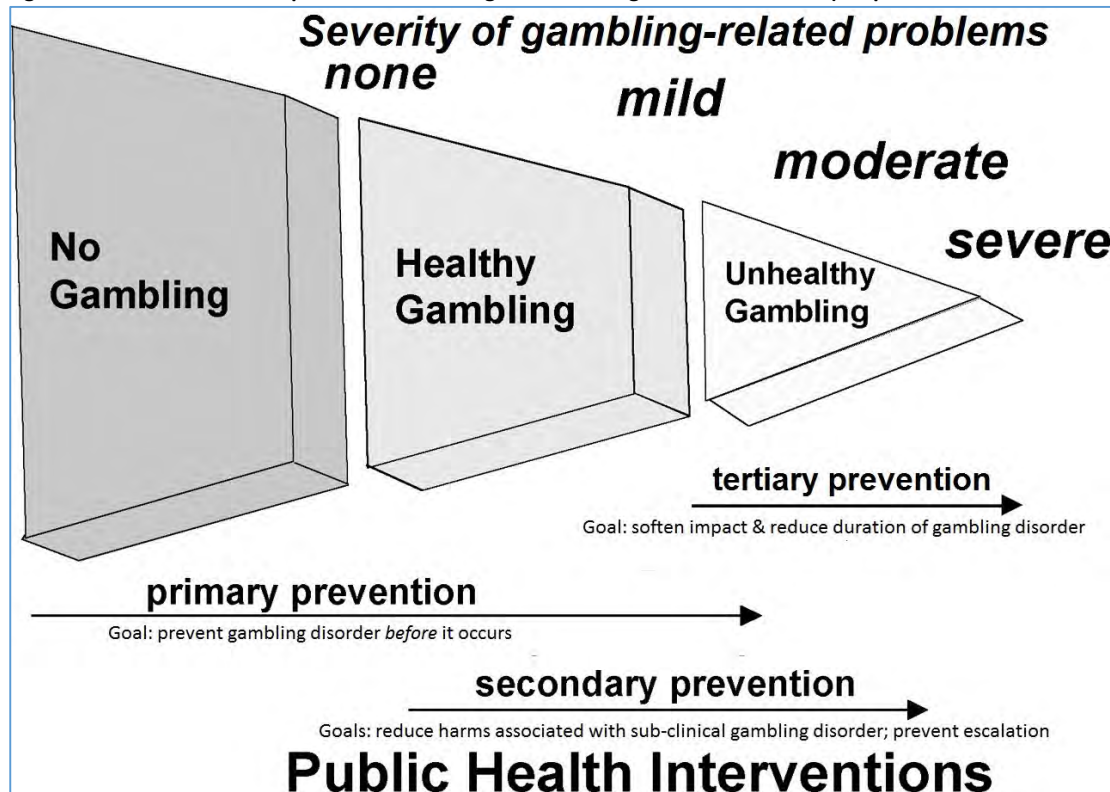 Severity of gambling-related problems
none
mild
moderate
severe
No
Gambling
Healthy
Gambling
Unhealthy
Gambling
tertiary prevention
Goal: soften impact & reduce duration of gambling disorder
primary prevention
Goal: prevent gambling disorder before it occurs
secondary prevention
Goals: reduce harms associated with sub-clinical gambling disorder; prevent escalation
Public Health Interventions